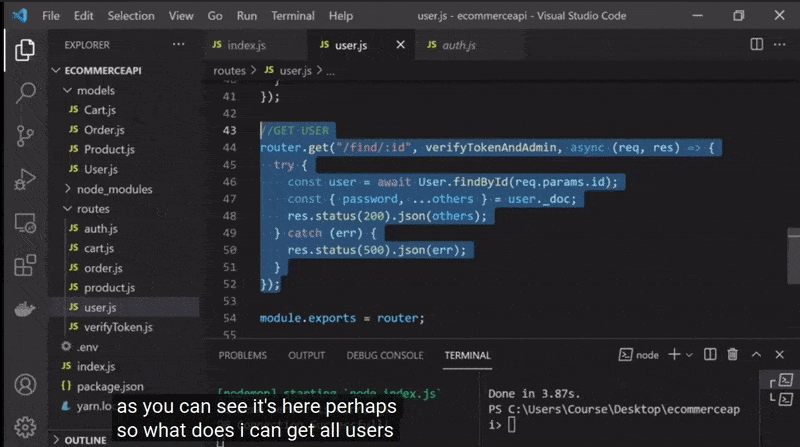 File Edit Selection View Go Run Terminal Help user.js - ecommerceapi - Visual Studio Code
EXPLORER ... JS index.js JS user.js JS auth.js ...
ECOMMERCEAPI
routes > JS user.js > ...
models
JS Cart.js
JS Order.js
JS Product.js
JS User.js
node_modules
routes
JS auth.js
JS cart.js
JS order.js
JS product.js
JS user.js
JS verifyToken.js
.env
JS index.js
{} package.json
yarn.lo
OUTLINE
41 });
42
43 //GET USER
44 router.get("/find/:id", verifyTokenAndAdmin, async (req, res) => {
45 try {
46 const user = await User.findById(req.params.id);
47 const { password, ...others } = user._doc;
48 res.status(200).json(others);
49 } catch (err) {
50 res.status(500).json(err);
51 }
52 });
53
54 module.exports = router;
55
PROBLEMS OUTPUT DEBUG CONSOLE TERMINAL node
[nodemon] starting `node index.js`
Done in 3.87s.
PS C:\Users\Course\Desktop\ecommerceap
i>
as you can see it's here perhaps
so what does i can get all users